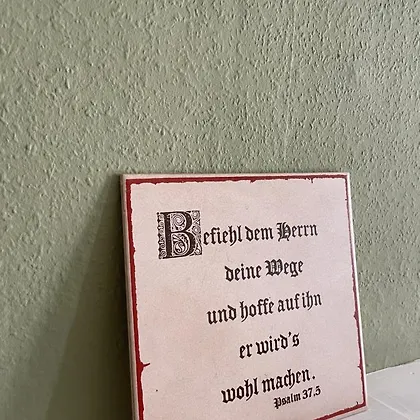 Befiehl dem Herrn
deine Wege
und hoffe auf ihn
er wird's
wohl machen.
Psalm 37.5